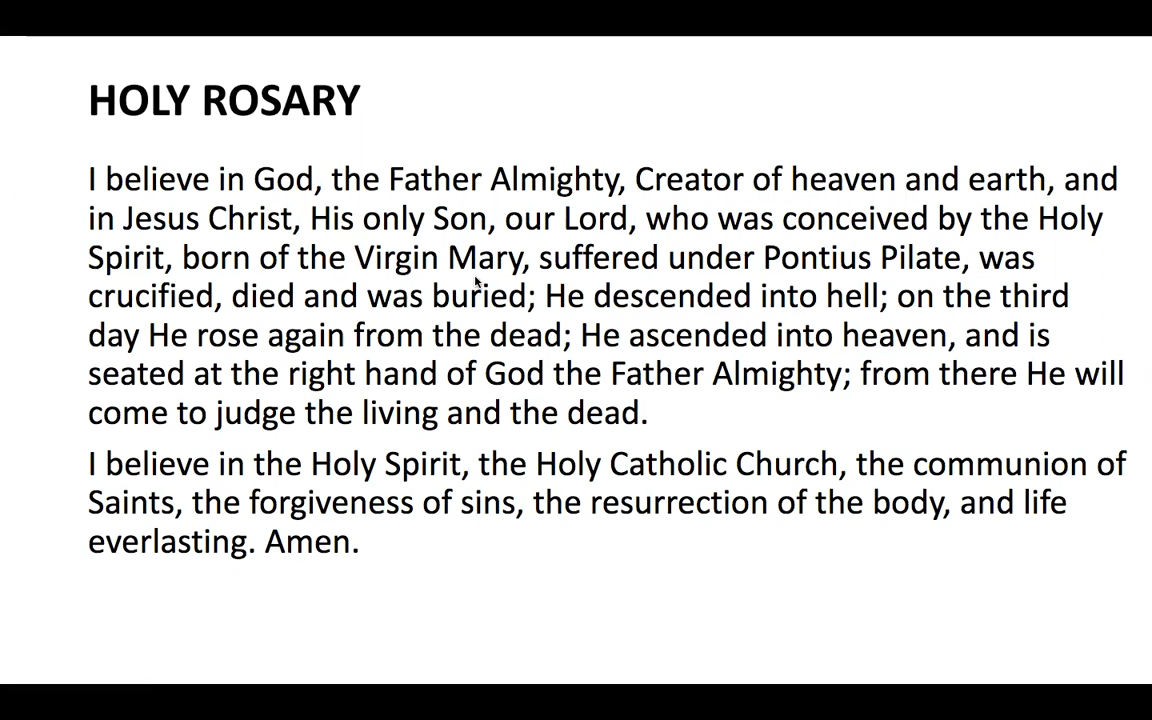 HOLY ROSARY
I believe in God, the Father Almighty, Creator of heaven and earth, and
in Jesus Christ, His only Son, our Lord, who was conceived by the Holy
Spirit, born of the Virgin Mary, suffered under Pontius Pilate, was
crucified, died and was buried; He descended into hell; on the third
day He rose again from the dead; He ascended into heaven, and is
seated at the right hand of God the Father Almighty; from there He will
come to judge the living and the dead.
I believe in the Holy Spirit, the Holy Catholic Church, the communion of
Saints, the forgiveness of sins, the resurrection of the body, and life
everlasting. Amen.